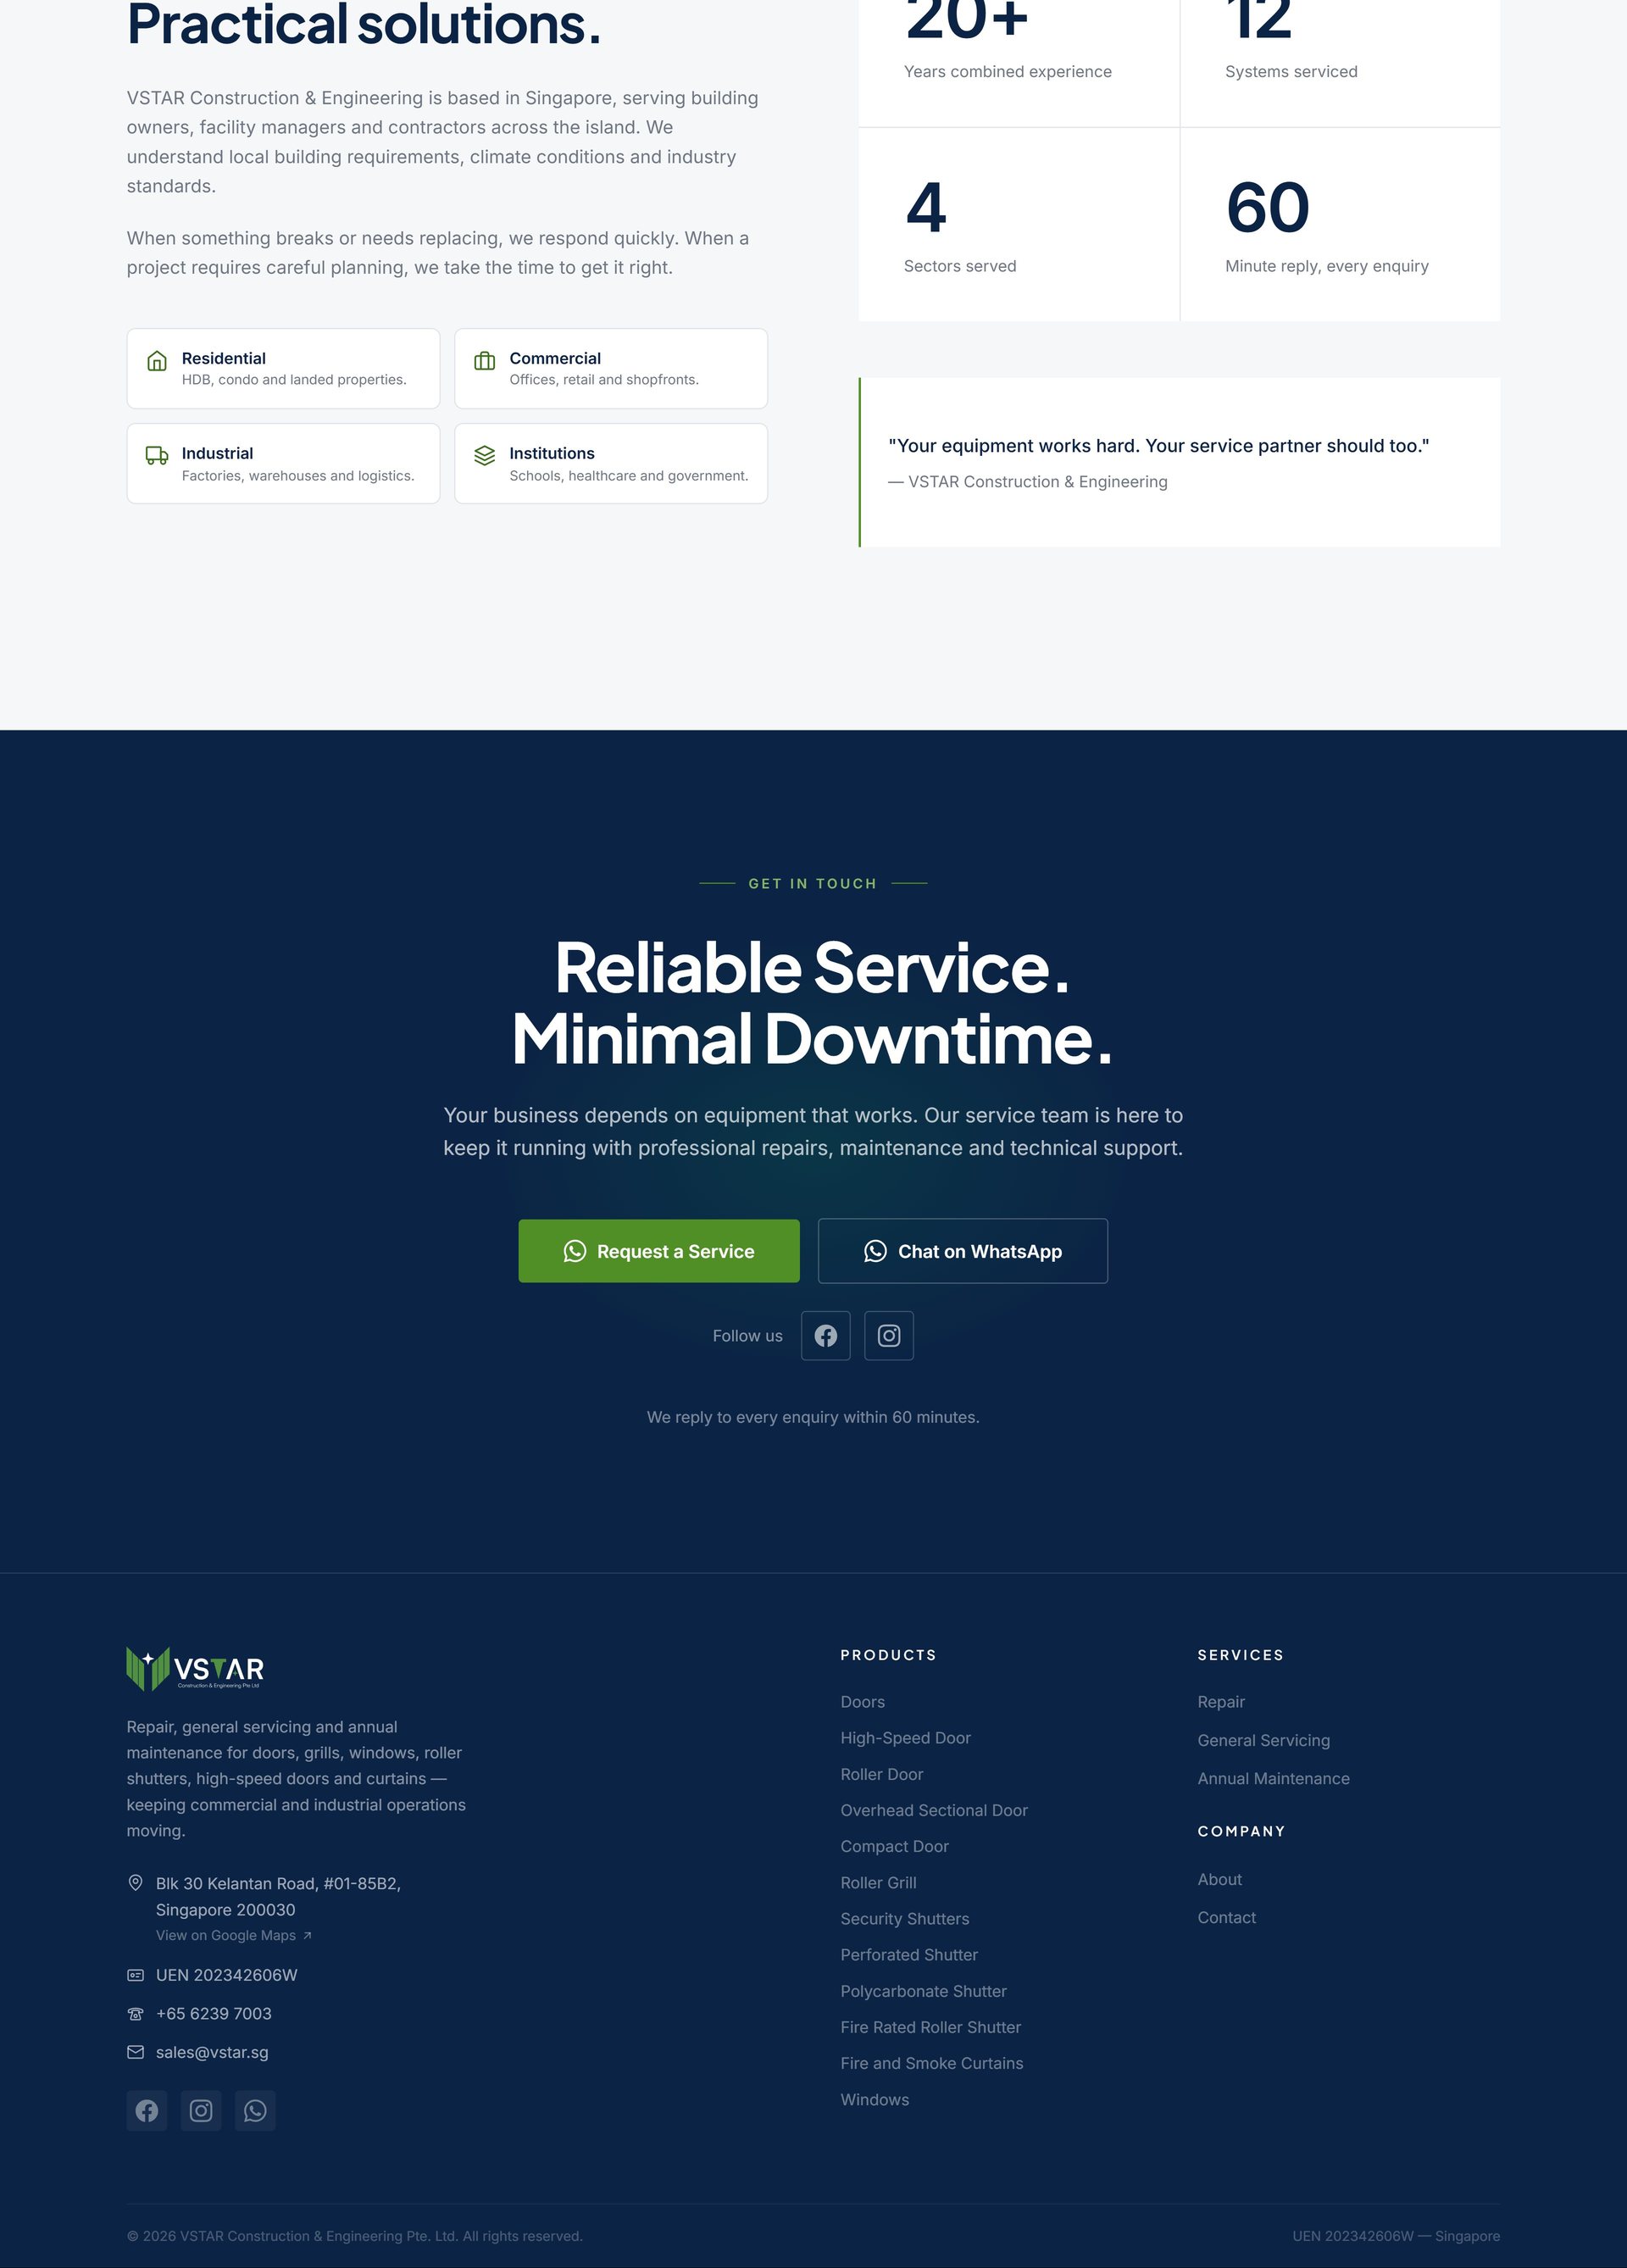 Practical solutions.
VSTAR Construction & Engineering is based in Singapore, serving building
owners, facility managers and contractors across the island. We
understand local building requirements, climate conditions and industry
standards.
When something breaks or needs replacing, we respond quickly. When a
project requires careful planning, we take the time to get it right.
Residential
HDB, condo and landed properties.
Commercial
Offices, retail and shopfronts.
Industrial
Factories, warehouses and logistics.
Institutions
Schools, healthcare and government.
20+
Years combined experience
12
Systems serviced
4
Sectors served
60
Minute reply, every enquiry
"Your equipment works hard. Your service partner should too."
— VSTAR Construction & Engineering
GET IN TOUCH
Reliable Service.
Minimal Downtime.
Your business depends on equipment that works. Our service team is here to
keep it running with professional repairs, maintenance and technical support.
Request a Service
Chat on WhatsApp
Follow us
We reply to every enquiry within 60 minutes.
VSTAR
Construction & Engineering Pte Ltd
Repair, general servicing and annual
maintenance for doors, grills, windows, roller
shutters, high-speed doors and curtains —
keeping commercial and industrial operations
moving.
Blk 30 Kelantan Road, #01-85B2,
Singapore 200030
View on Google Maps ↗
UEN 202342606W
+65 6239 7003
sales@vstar.sg
PRODUCTS
Doors
High-Speed Door
Roller Door
Overhead Sectional Door
Compact Door
Roller Grill
Security Shutters
Perforated Shutter
Polycarbonate Shutter
Fire Rated Roller Shutter
Fire and Smoke Curtains
Windows
SERVICES
Repair
General Servicing
Annual Maintenance
COMPANY
About
Contact
© 2026 VSTAR Construction & Engineering Pte. Ltd. All rights reserved.
UEN 202342606W — Singapore